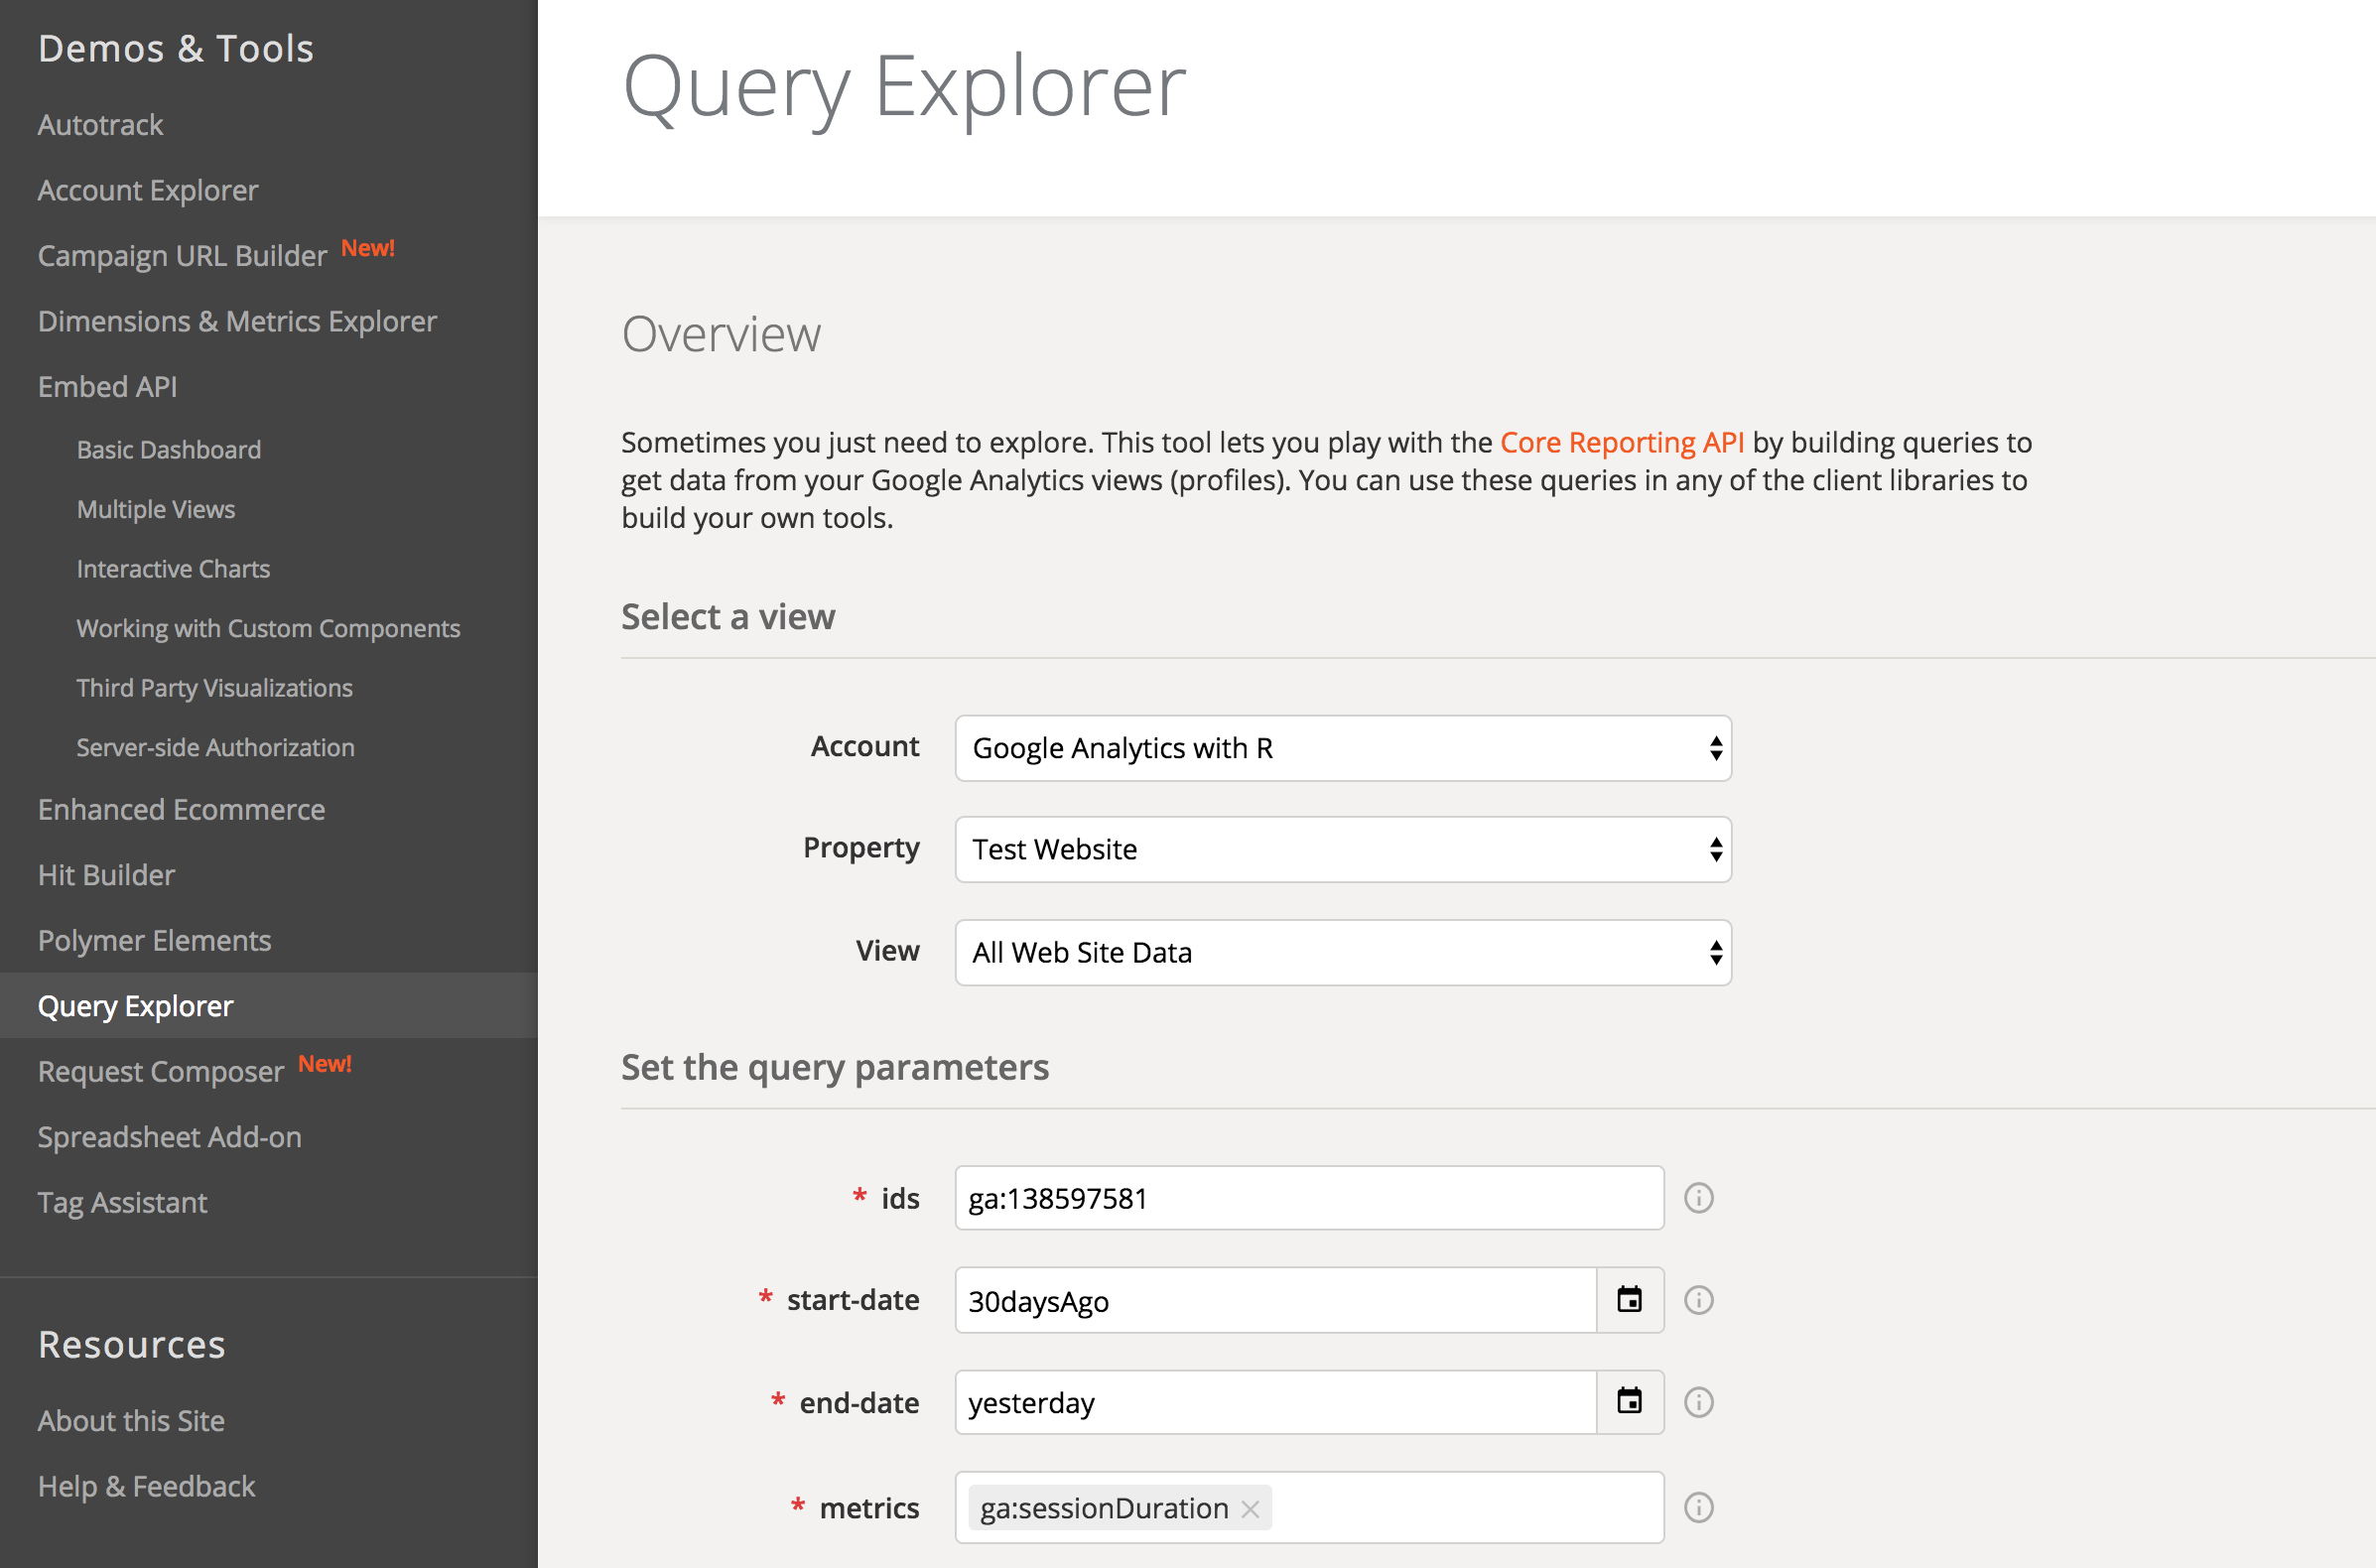 Demos & Tools
Autotrack
Account Explorer
Campaign URL Builder New!
Dimensions & Metrics Explorer
Embed API
Basic Dashboard
Multiple Views
Interactive Charts
Working with Custom Components
Third Party Visualizations
Server-side Authorization
Enhanced Ecommerce
Hit Builder
Polymer Elements
Query Explorer
Request Composer New!
Spreadsheet Add-on
Tag Assistant
Resources
About this Site
Help & Feedback
Query Explorer
Overview
Sometimes you just need to explore. This tool lets you play with the Core Reporting API by building queries to
get data from your Google Analytics views (profiles). You can use these queries in any of the client libraries to
build your own tools.
Select a view
Account Google Analytics with R
Property Test Website
View All Web Site Data
Set the query parameters
* ids ga:138597581
* start-date 30daysAgo
* end-date yesterday
* metrics ga:sessionDuration ×